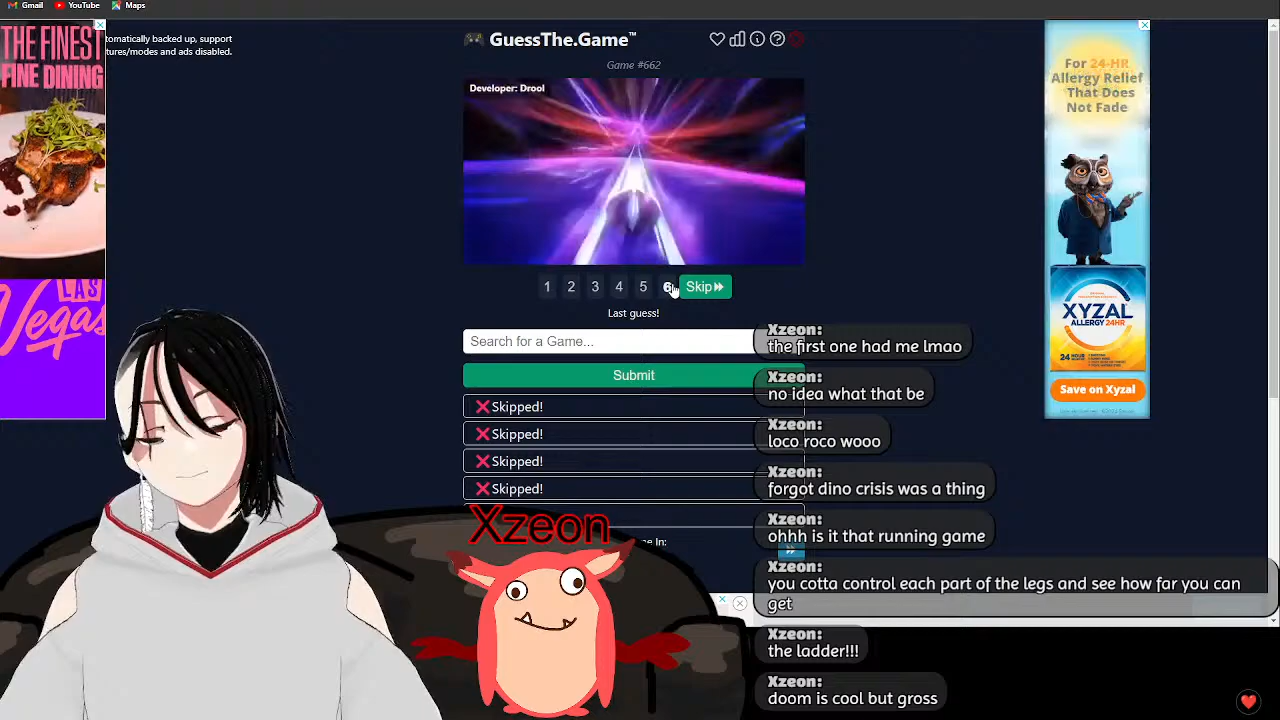 Gmail
YouTube
Maps
THE FINEST
FINE DINING
LAS
Vegas
tomatically backed up, support
tures/modes and ads disabled.
GuessThe.Game™
Game #662
Developer: Drool
1 2 3 4 5 6 Skip
Last guess!
Search for a Game...
Submit
Skipped!
Skipped!
Skipped!
Skipped!
me In:
For 24-HR
Allergy Relief
That Does
Not Fade
XYZAL
ALLERGY 24HR
Save on Xyzal
Xzeon
Xzeon:
the first one had me lmao
Xzeon:
no idea what that be
Xzeon:
loco roco wooo
Xzeon:
forgot dino crisis was a thing
Xzeon:
ohhh is it that running game
Xzeon:
you cotta control each part of the legs and see how far you can
get
Xzeon:
the ladder!!!
Xzeon:
doom is cool but gross